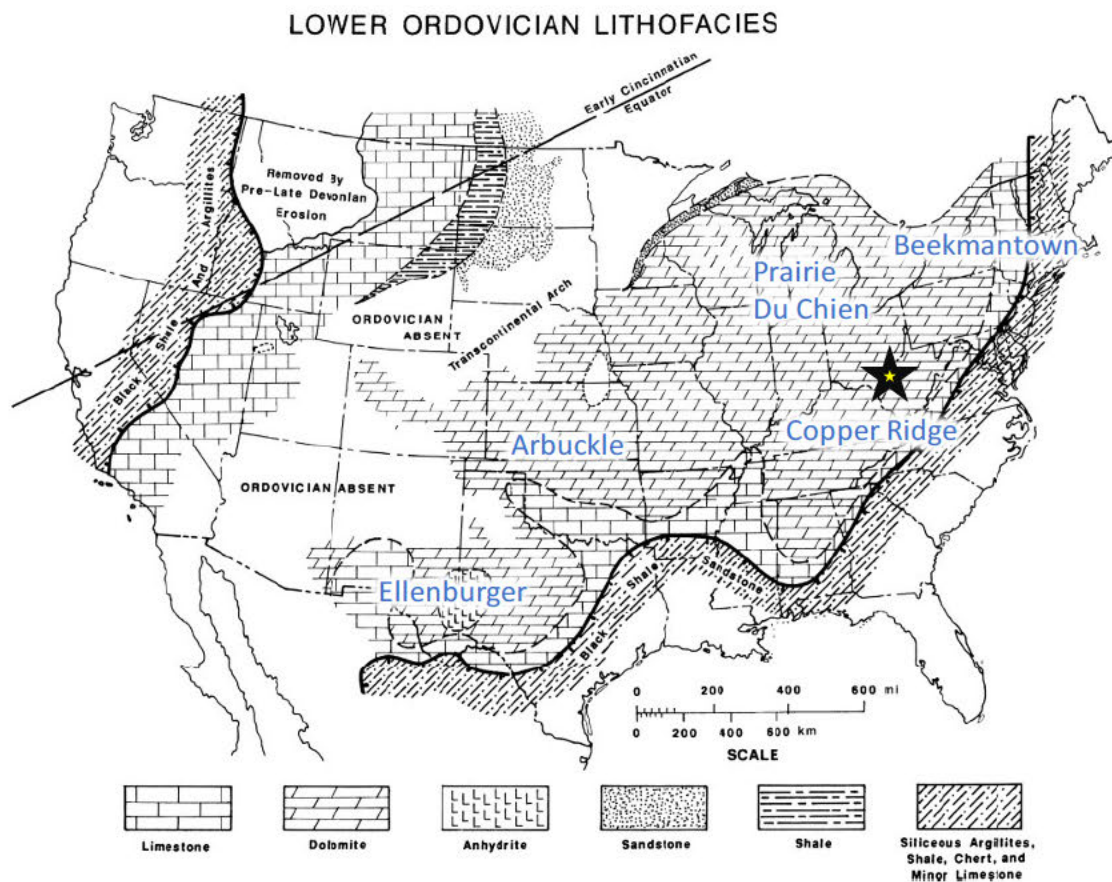 LOWER ORDOVICIAN LITHOFACIES
Early Cincinnatian
Equator
Removed By
Pre-Late Devonian
Erosion
Black Shale And Argillites
ORDOVICIAN
ABSENT
Transcontinental Arch
Beekmantown
Prairie
Du Chien
Arbuckle
Copper Ridge
ORDOVICIAN ABSENT
Ellenburger
Black Shale Sandstone
0 200 400 600 mi
0 200 400 600 km
SCALE
Limestone
Dolomite
Anhydrite
Sandstone
Shale
Siliceous Argillites,
Shale, Chert, and
Minor Limestone